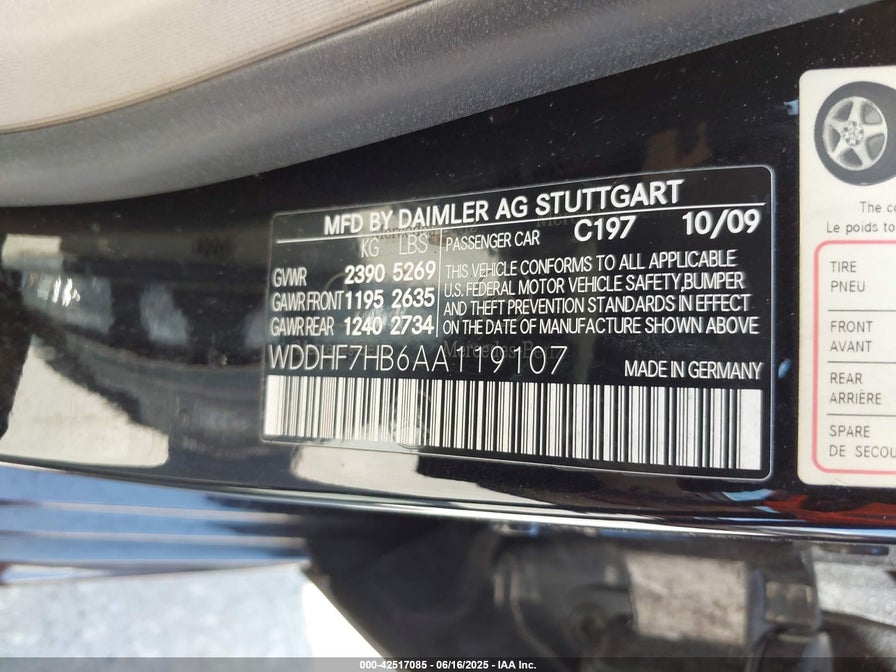 MFD BY DAIMLER AG STUTTGART
KG LBS PASSENGER CAR C197 10/09
GVWR 2390 5269
GAWR FRONT 1195 2635
GAWR REAR 1240 2734
THIS VEHICLE CONFORMS TO ALL APPLICABLE
U.S. FEDERAL MOTOR VEHICLE SAFETY, BUMPER
AND THEFT PREVENTION STANDARDS IN EFFECT
ON THE DATE OF MANUFACTURE SHOWN ABOVE
WDDHF7HB6AA119107 MADE IN GERMANY
The
Le poids
TIRE
PNEU
FRONT
AVANT
REAR
ARRIÈRE
SPARE
DE
000-42517085 - 06/16/2025 - IAA Inc.